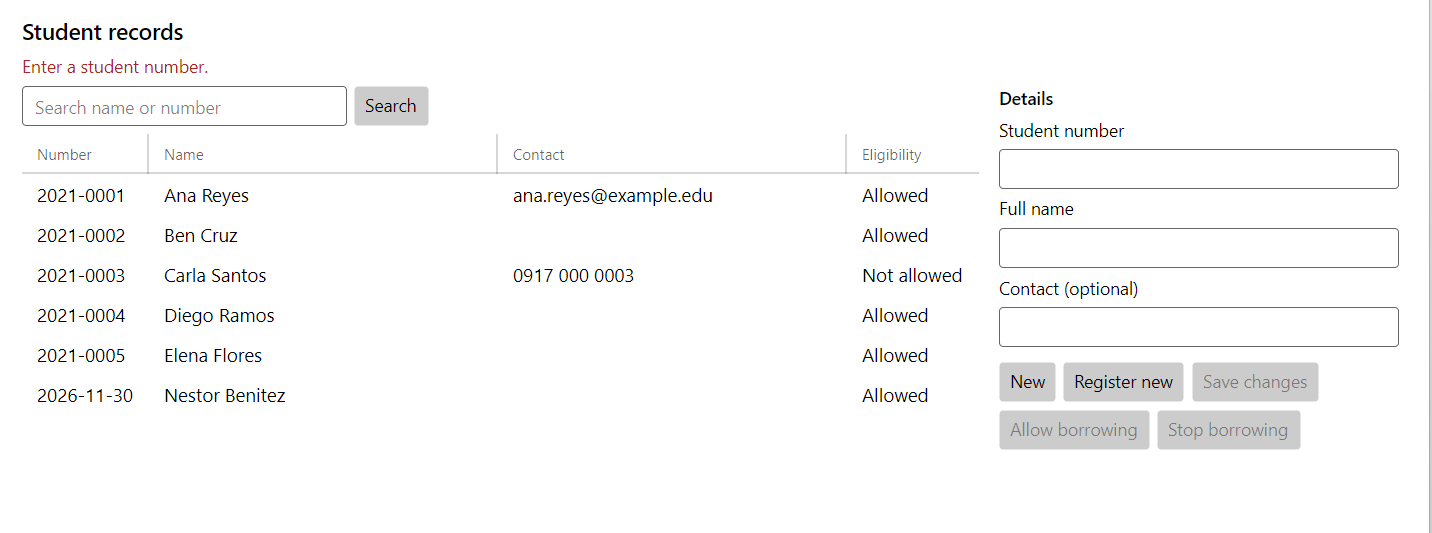 Student records
Enter a student number.
Search name or number
Search
Number Name Contact Eligibility
2021-0001 Ana Reyes ana.reyes@example.edu Allowed
2021-0002 Ben Cruz Allowed
2021-0003 Carla Santos 0917 000 0003 Not allowed
2021-0004 Diego Ramos Allowed
2021-0005 Elena Flores Allowed
2026-11-30 Nestor Benitez Allowed
Details
Student number
Full name
Contact (optional)
New Register new Save changes
Allow borrowing Stop borrowing